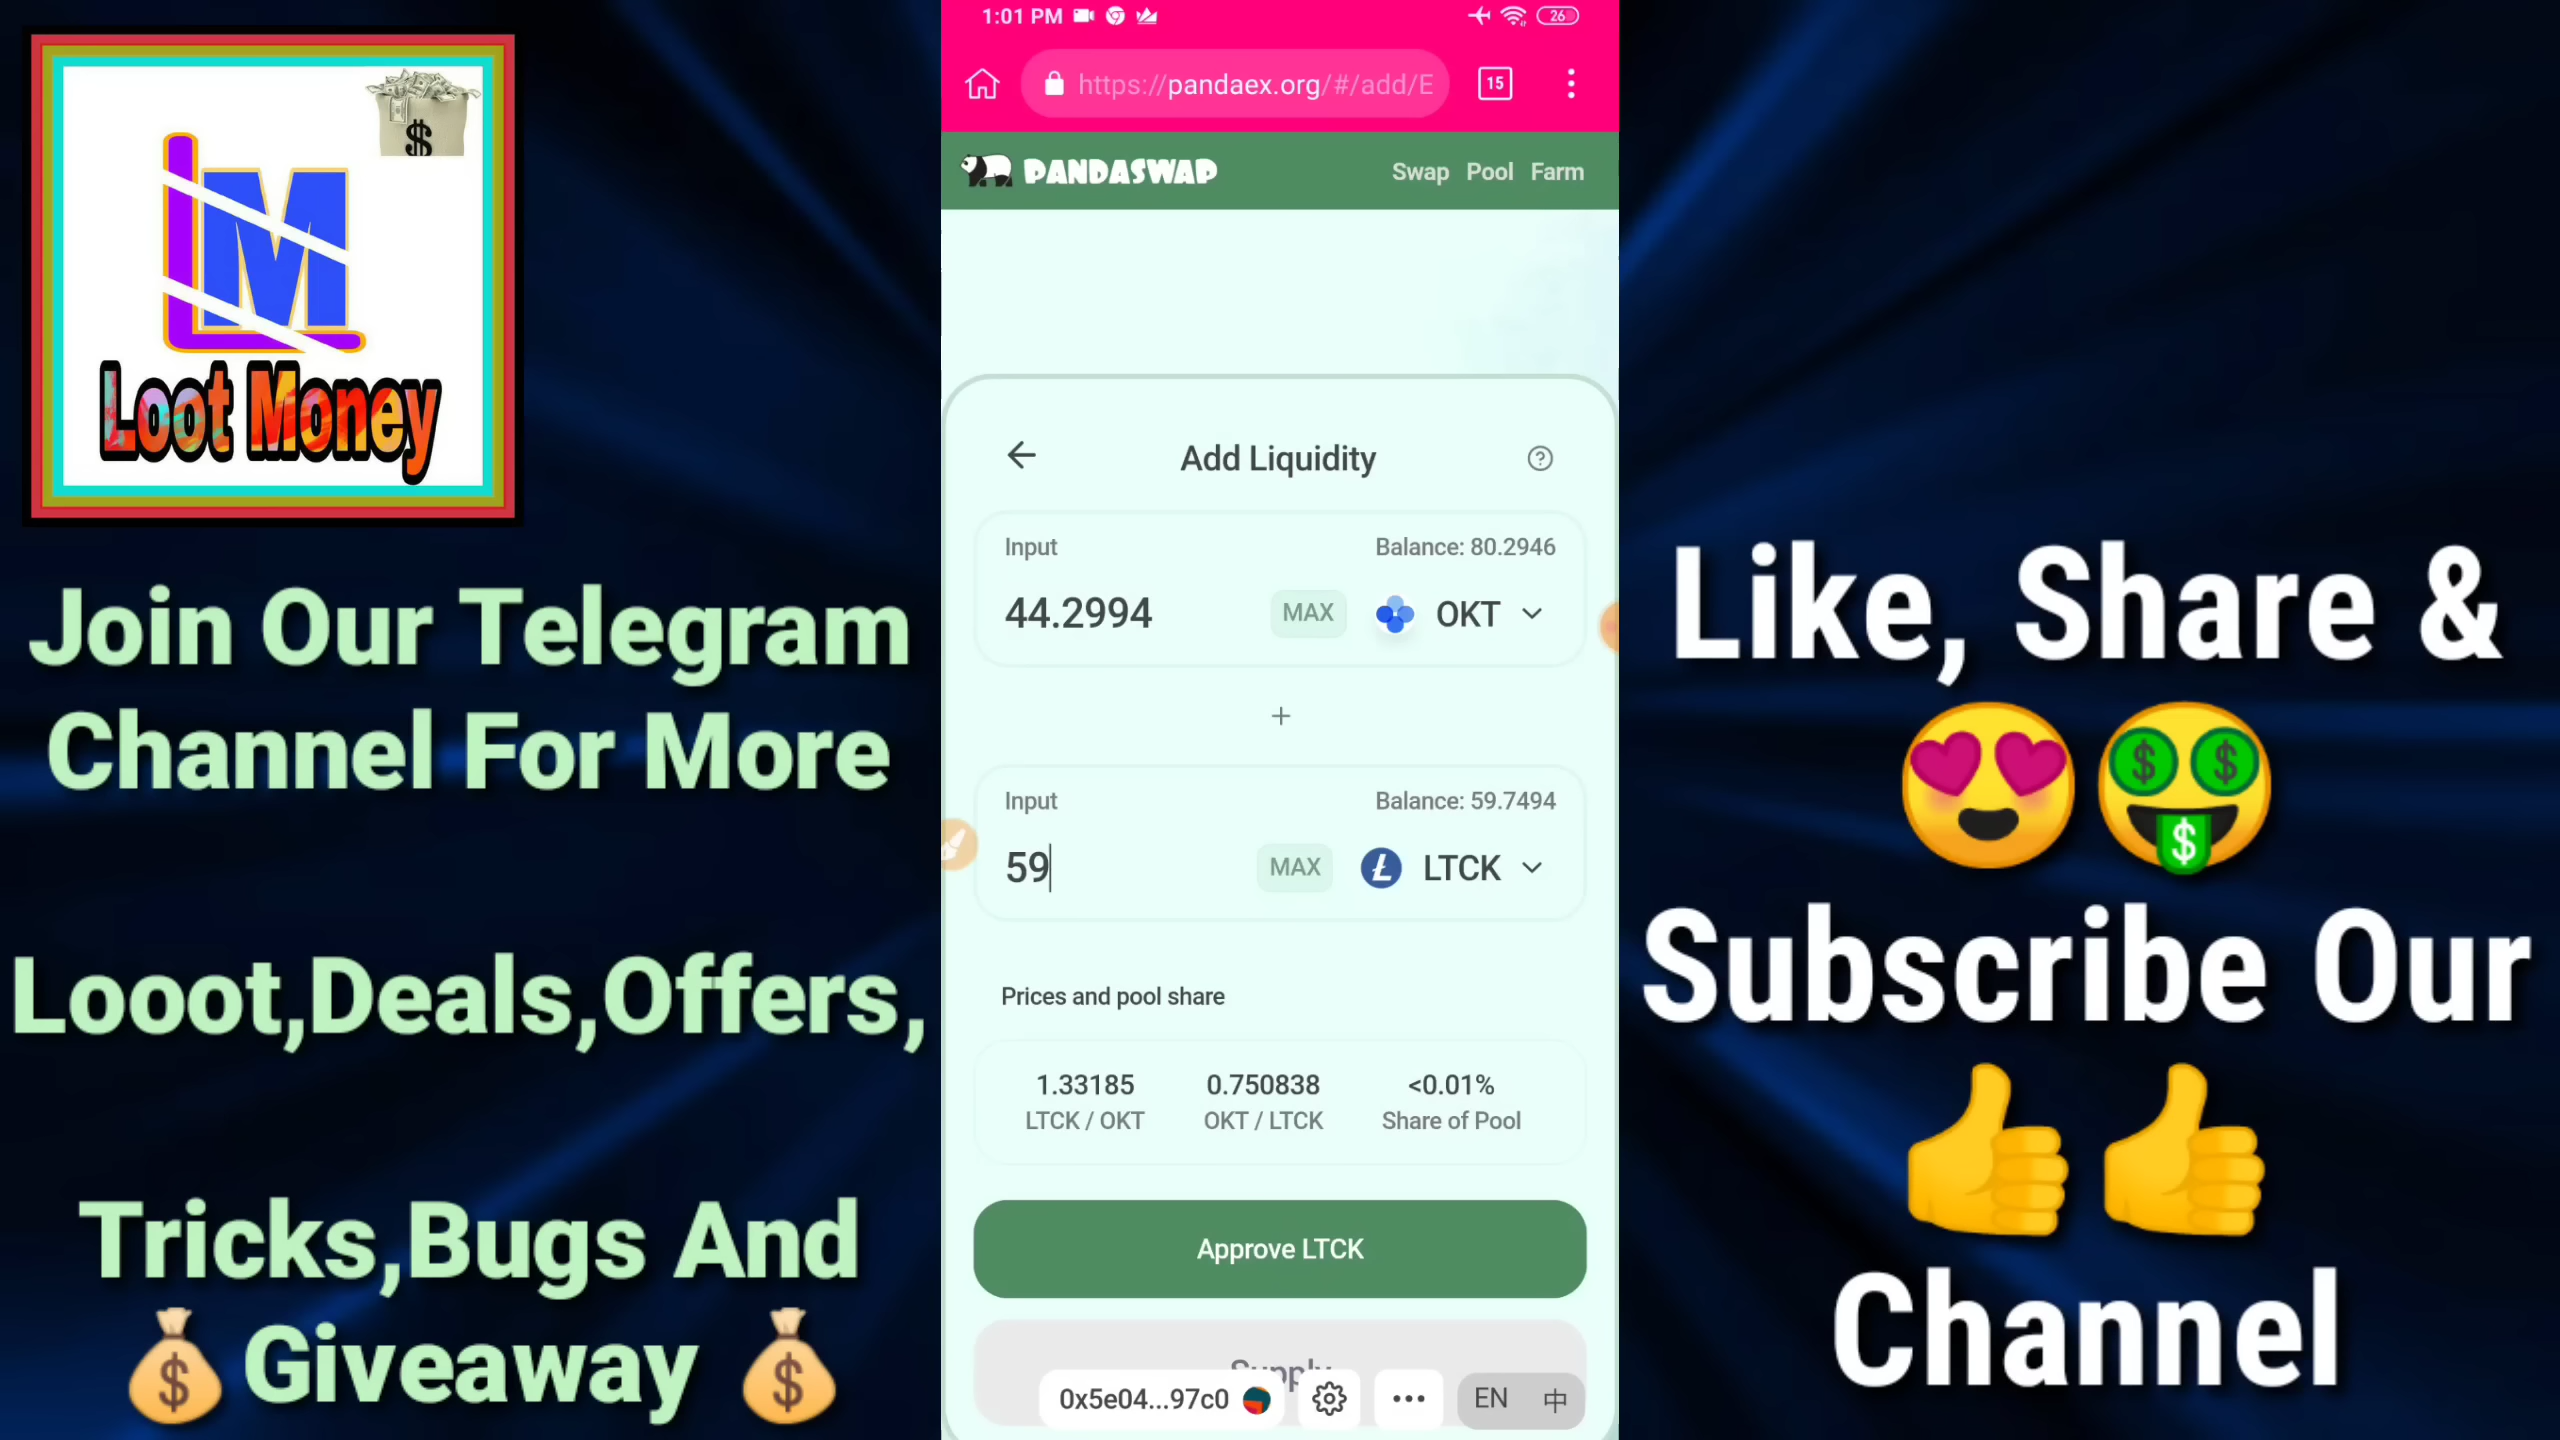 LM
$
Loot Money
Join Our Telegram
Channel For More
Looot,Deals,Offers,
Tricks,Bugs And
Giveaway
1:01 PM
26
https://pandaex.org/#/add/E
15
PANDASWAP
Swap Pool Farm
Add Liquidity
Input Balance: 80.2946
44.2994 MAX OKT
+
Input Balance: 59.7494
59 MAX LTCK
Prices and pool share
1.33185 0.750838 <0.01%
LTCK / OKT OKT / LTCK Share of Pool
Approve LTCK
Supply
0x5e04...97c0 EN 中
Like, Share &
Subscribe Our
Channel